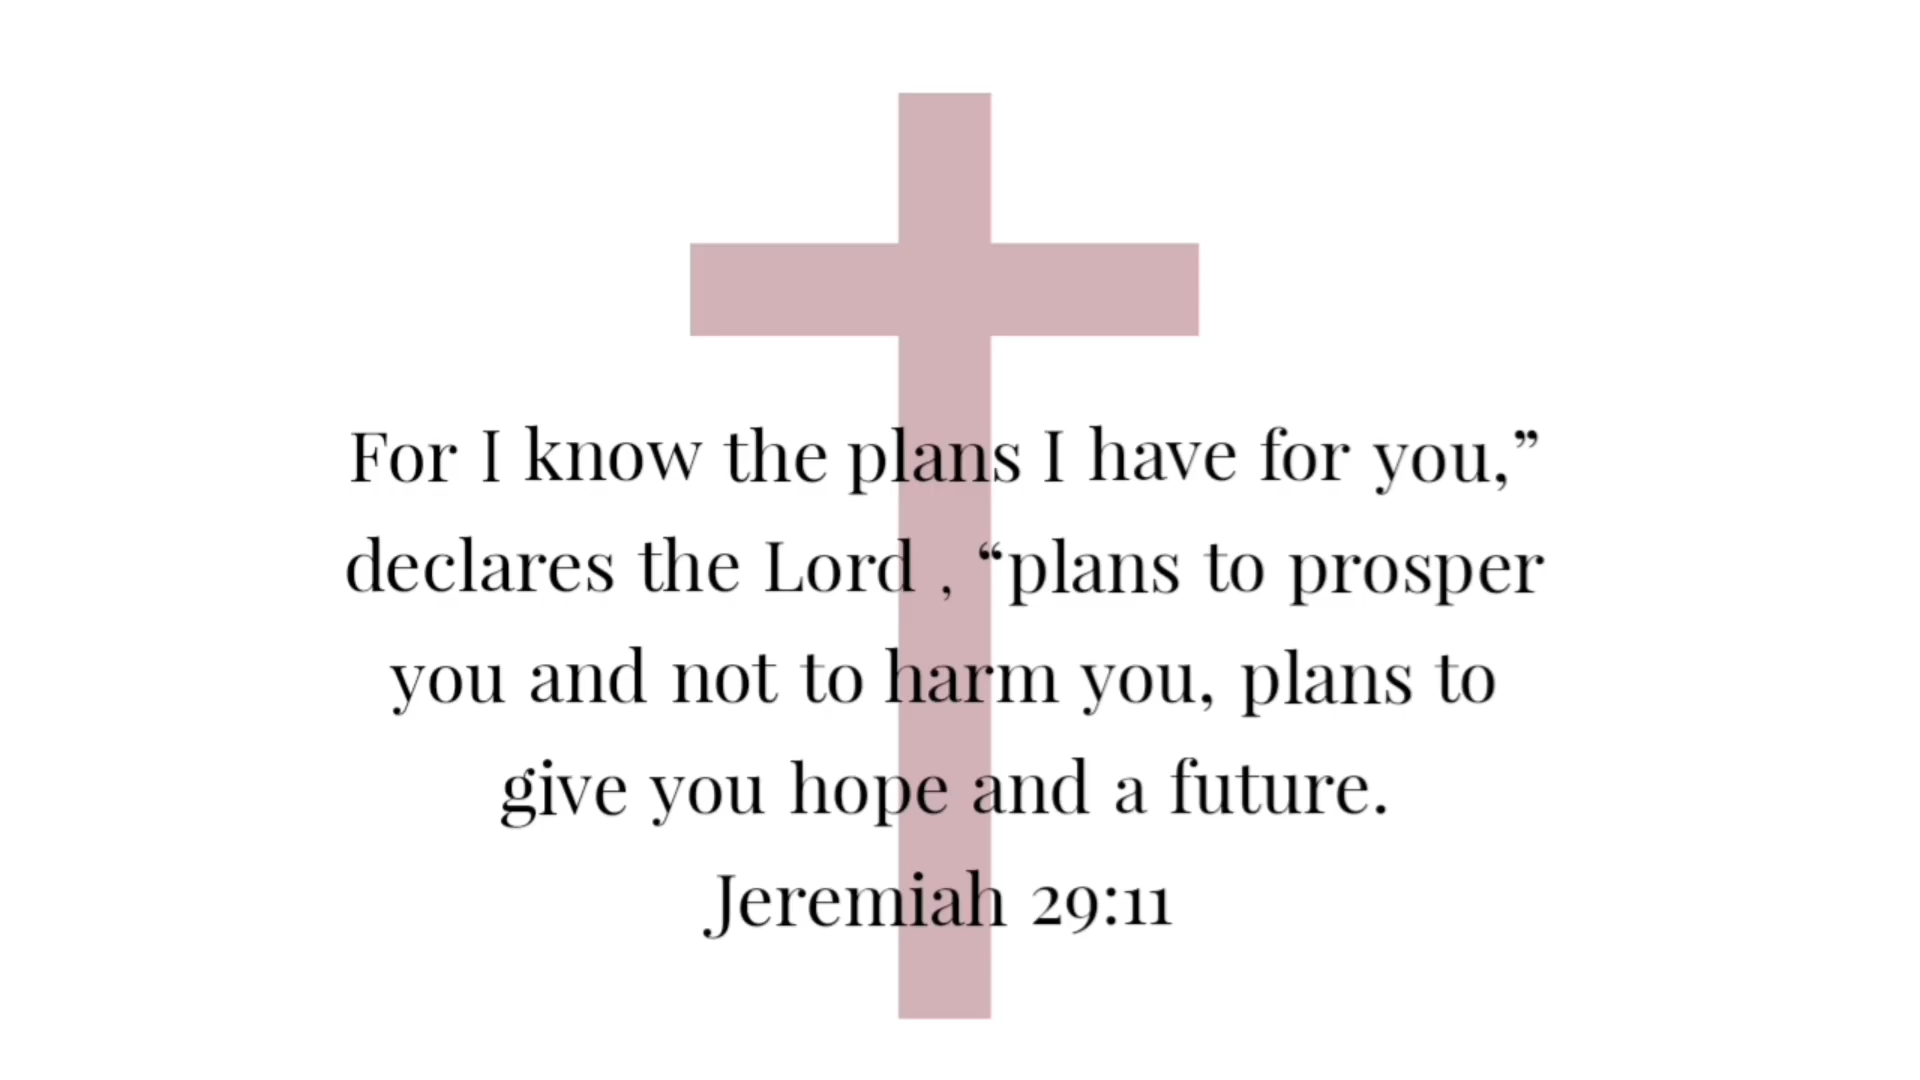 For I know the plans I have for you,”
declares the Lord , “plans to prosper
you and not to harm you, plans to
give you hope and a future.
Jeremiah 29:11